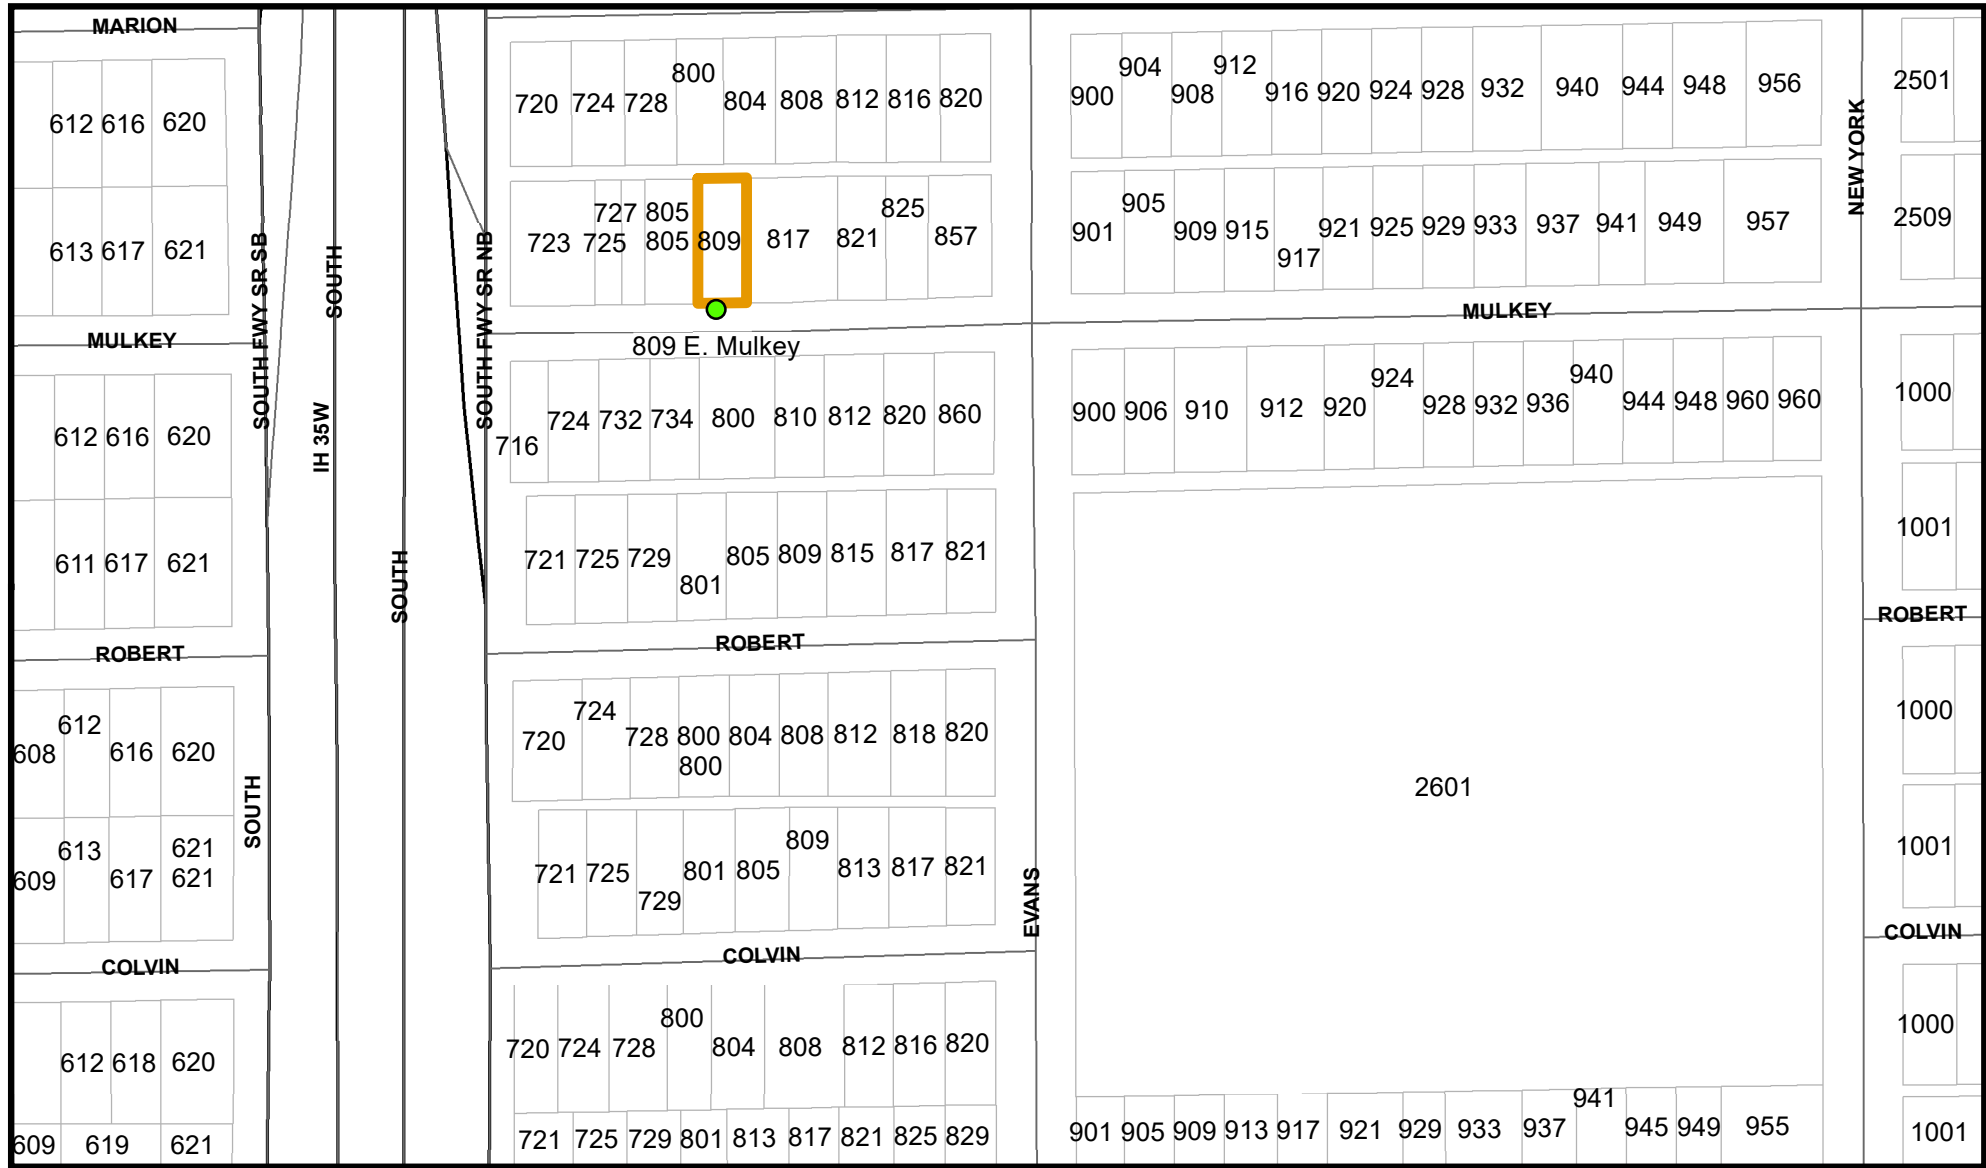 MARION
612 616 620
613 617 621
MULKEY
612 616 620
611 617 621
ROBERT
608 612 616 620
609 613 617 621
621
COLVIN
612 618 620
609 619 621
SOUTH FWY SR SB
SOUTH
IH 35W
SOUTH
SOUTH
SOUTH FWY SR NB
720 724 728 800 804 808 812 816 820
723 725 727 805 805 809 817 821 825 857
809 E. Mulkey
716 724 732 734 800 810 812 820 860
721 725 729 801 805 809 815 817 821
ROBERT
720 724 728 800 804 808 812 818 820
800
721 725 729 801 805 809 813 817 821
COLVIN
720 724 728 800 804 808 812 816 820
721 725 729 801 813 817 821 825 829
EVANS
900 904 908 912 916 920 924 928 932 940 944 948 956
901 905 909 915 917 921 925 929 933 937 941 949 957
MULKEY
900 906 910 912 920 924 928 932 936 940 944 948 960 960
2601
901 905 909 913 917 921 929 933 937 941 945 949 955
NEW YORK
2501
2509
1000
1001
ROBERT
1000
1001
COLVIN
1000
1001